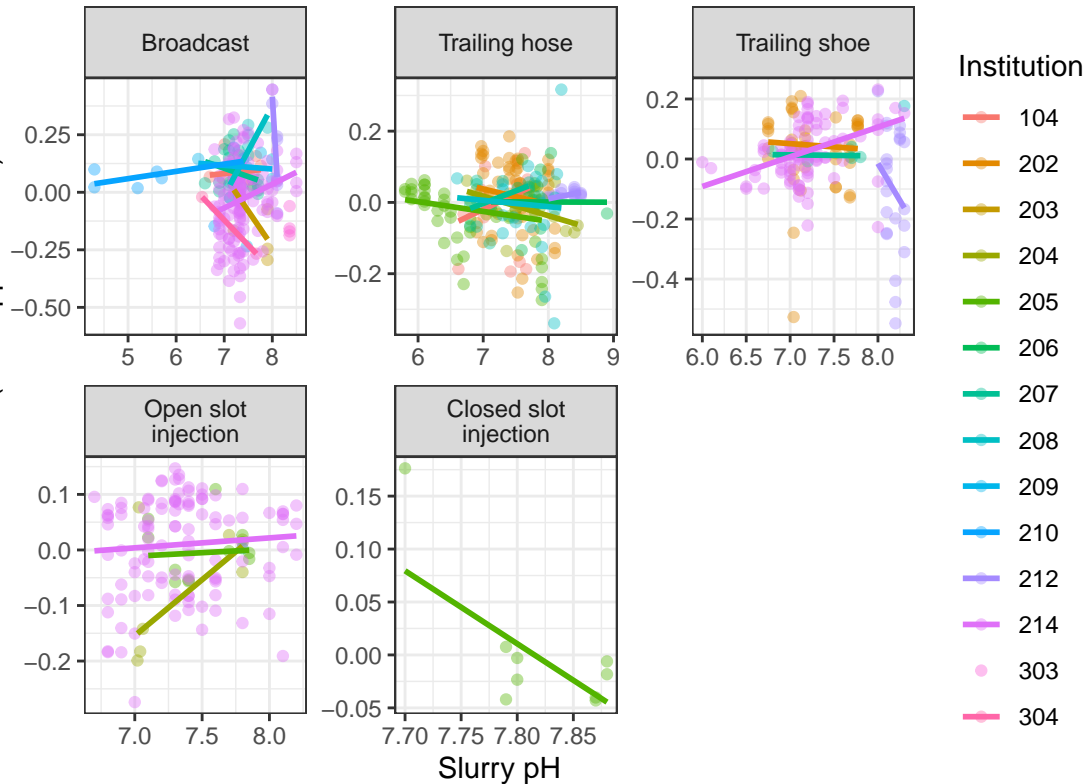 Broadcast
Trailing hose
Trailing shoe
0.25
0.00
−0.25
−0.50
5 6 7 8
0.2
0.0
−0.2
6 7 8 9
0.2
0.0
−0.2
−0.4
6.0 6.5 7.0 7.5 8.0
Open slot
injection
Closed slot
injection
0.1
0.0
−0.1
−0.2
7.0 7.5 8.0
0.15
0.10
0.05
0.00
−0.05
7.70 7.75 7.80 7.85
Slurry pH
Institution
104
202
203
204
205
206
207
208
209
210
212
214
303
304